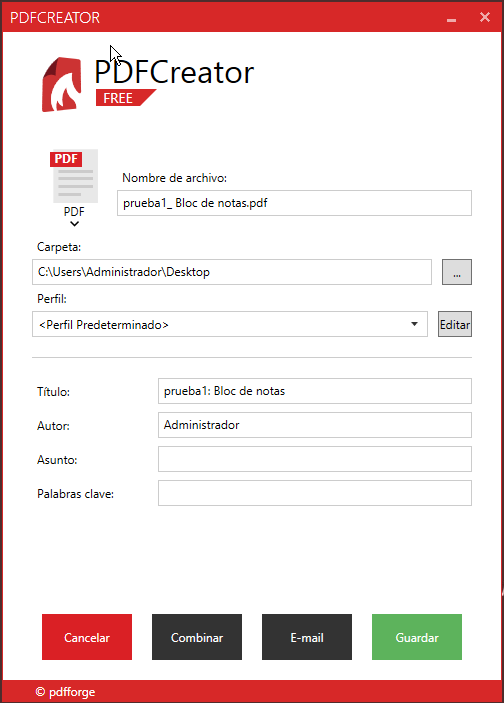 PDFCREATOR
PDFCreator
FREE
PDF
PDF
Nombre de archivo:
prueba1_ Bloc de notas.pdf
Carpeta:
C:\Users\Administrador\Desktop
...
Perfil:
<Perfil Predeterminado>
Editar
Título:
prueba1: Bloc de notas
Autor:
Administrador
Asunto:
Palabras clave:
Cancelar
Combinar
E-mail
Guardar
© pdfforge